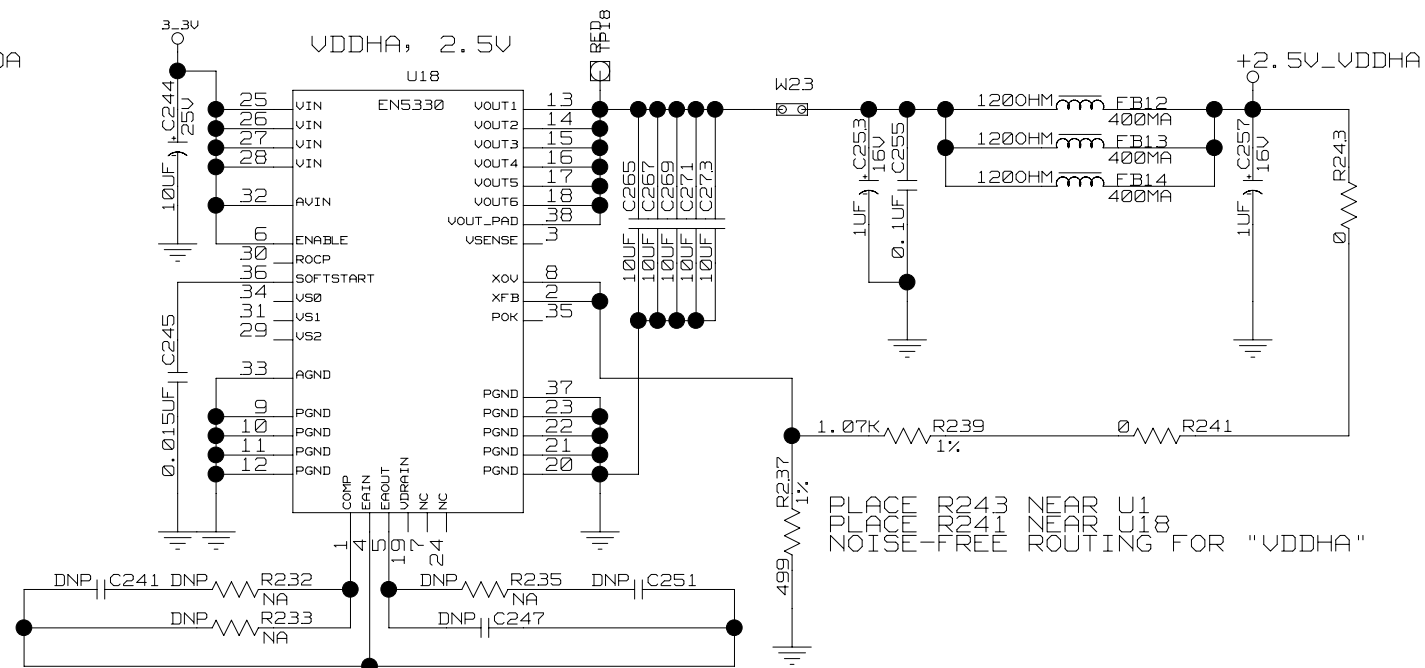 DA
3_3V
VDDHA, 2.5V
RED
TP18
+2.5V_VDDHA
U18
EN5330
W23
C244
25V
10UF
25 VIN
26 VIN
27 VIN
28 VIN
32 AVIN
6 ENABLE
30 ROCP
36 SOFTSTART
34 VS0
31 VS1
29 VS2
33 AGND
9 PGND
10 PGND
11 PGND
12 PGND
VOUT1 13
VOUT2 14
VOUT3 15
VOUT4 16
VOUT5 17
VOUT6 18
VOUT_PAD 38
VSENSE 3
XOV 8
XFB 2
POK 35
PGND 37
PGND 23
PGND 22
PGND 21
PGND 20
COMP 1
EAIN 4
EAOUT 5
VDRAIN 19
NC 7
NC 24
C245
0.015UF
C265 10UF
C267 10UF
C269 10UF
C271 10UF
C273 10UF
C253 16V
1UF
C255
0.1UF
120OHM FB12
400MA
120OHM FB13
400MA
120OHM FB14
400MA
C257 16V
1UF
R243
0
1.07K R239
1%
0 R241
R237
1%
499
PLACE R243 NEAR U1
PLACE R241 NEAR U18
NOISE-FREE ROUTING FOR "VDDHA"
DNP C241 DNP R232
NA
DNP R233
NA
DNP R235
NA
DNP C251
DNP C247